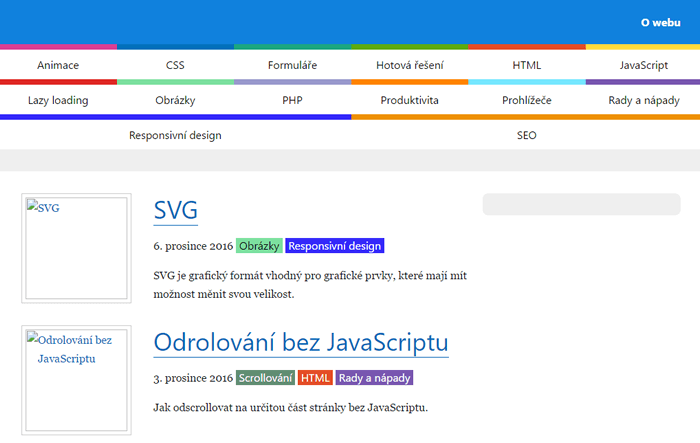 O webu
Animace CSS Formuláře Hotová řešení HTML JavaScript
Lazy loading Obrázky PHP Produktivita Prohlížeče Rady a nápady
Responsivní design SEO
SVG
SVG
6. prosince 2016 Obrázky Responsivní design
SVG je grafický formát vhodný pro grafické prvky, které mají mít
možnost měnit svou velikost.
Odrolování bez
JavaScriptu
Odrolování bez JavaScriptu
3. prosince 2016 Scrollování HTML Rady a nápady
Jak odscrollovat na určitou část stránky bez JavaScriptu.